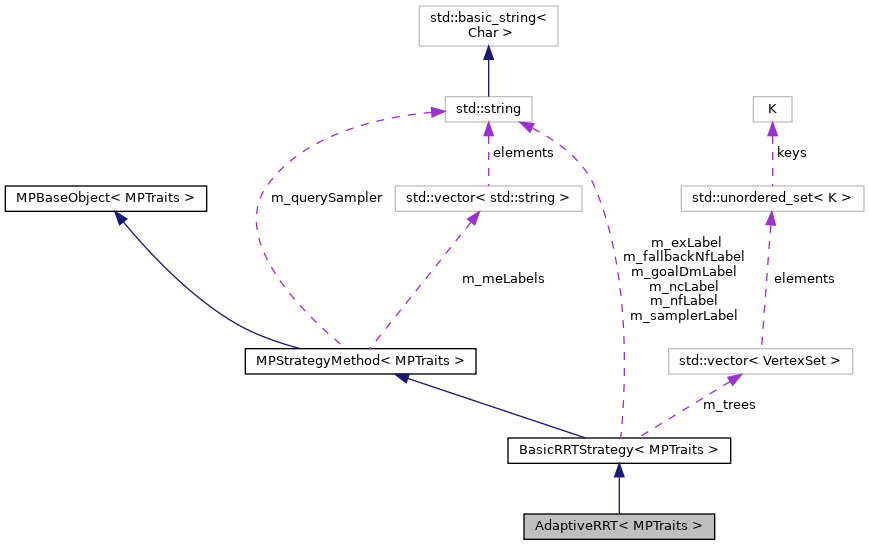 std::basic_string<
Char >
std::string
K
elements
keys
MPBaseObject< MPTraits >
m_querySampler
std::vector< std::string >
std::unordered_set< K >
m_exLabel
m_fallbackNfLabel
m_goalDmLabel
m_ncLabel
m_nfLabel
m_samplerLabel
m_meLabels
elements
MPStrategyMethod< MPTraits >
std::vector< VertexSet >
m_trees
BasicRRTStrategy< MPTraits >
AdaptiveRRT< MPTraits >